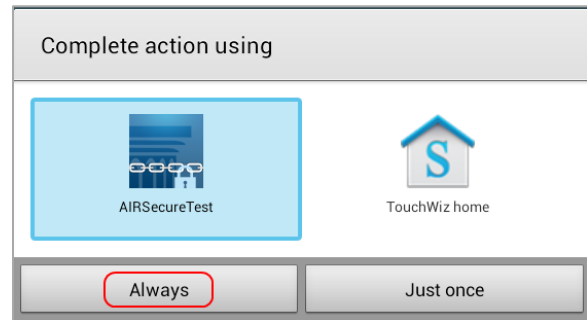 Complete action using
S
AIRSecureTest
TouchWiz home
Always
Just once